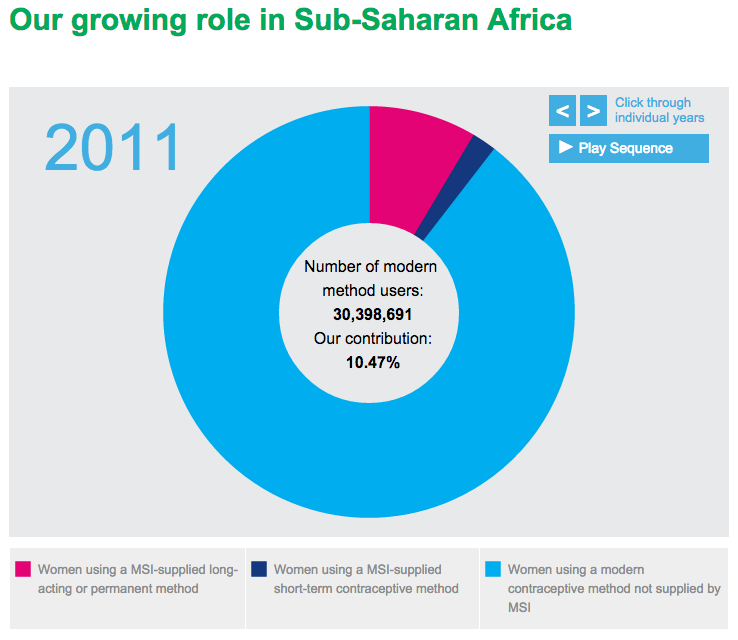 Our growing role in Sub-Saharan Africa
2011
< >
Click through
individual years
Play Sequence
Number of modern
method users:
30,398,691
Our contribution:
10.47%
Women using a MSI-supplied long-
acting or permanent method
Women using a MSI-supplied
short-term contraceptive method
Women using a modern
contraceptive method not supplied by
MSI